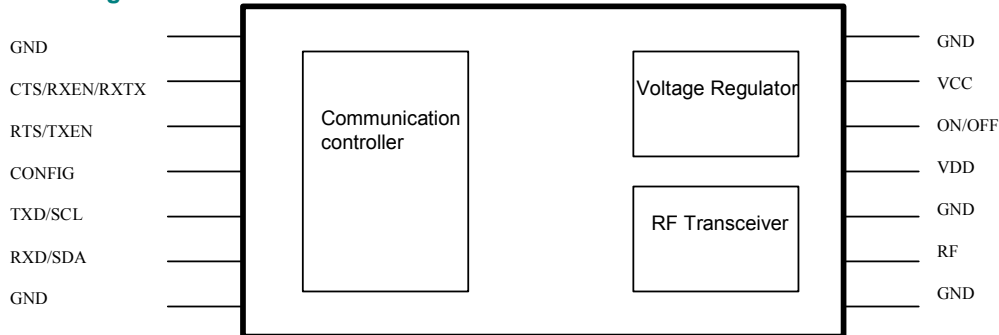 GND
CTS/RXEN/RXTX
RTS/TXEN
CONFIG
TXD/SCL
RXD/SDA
GND
Communication
controller
Voltage Regulator
RF Transceiver
GND
VCC
ON/OFF
VDD
GND
RF
GND